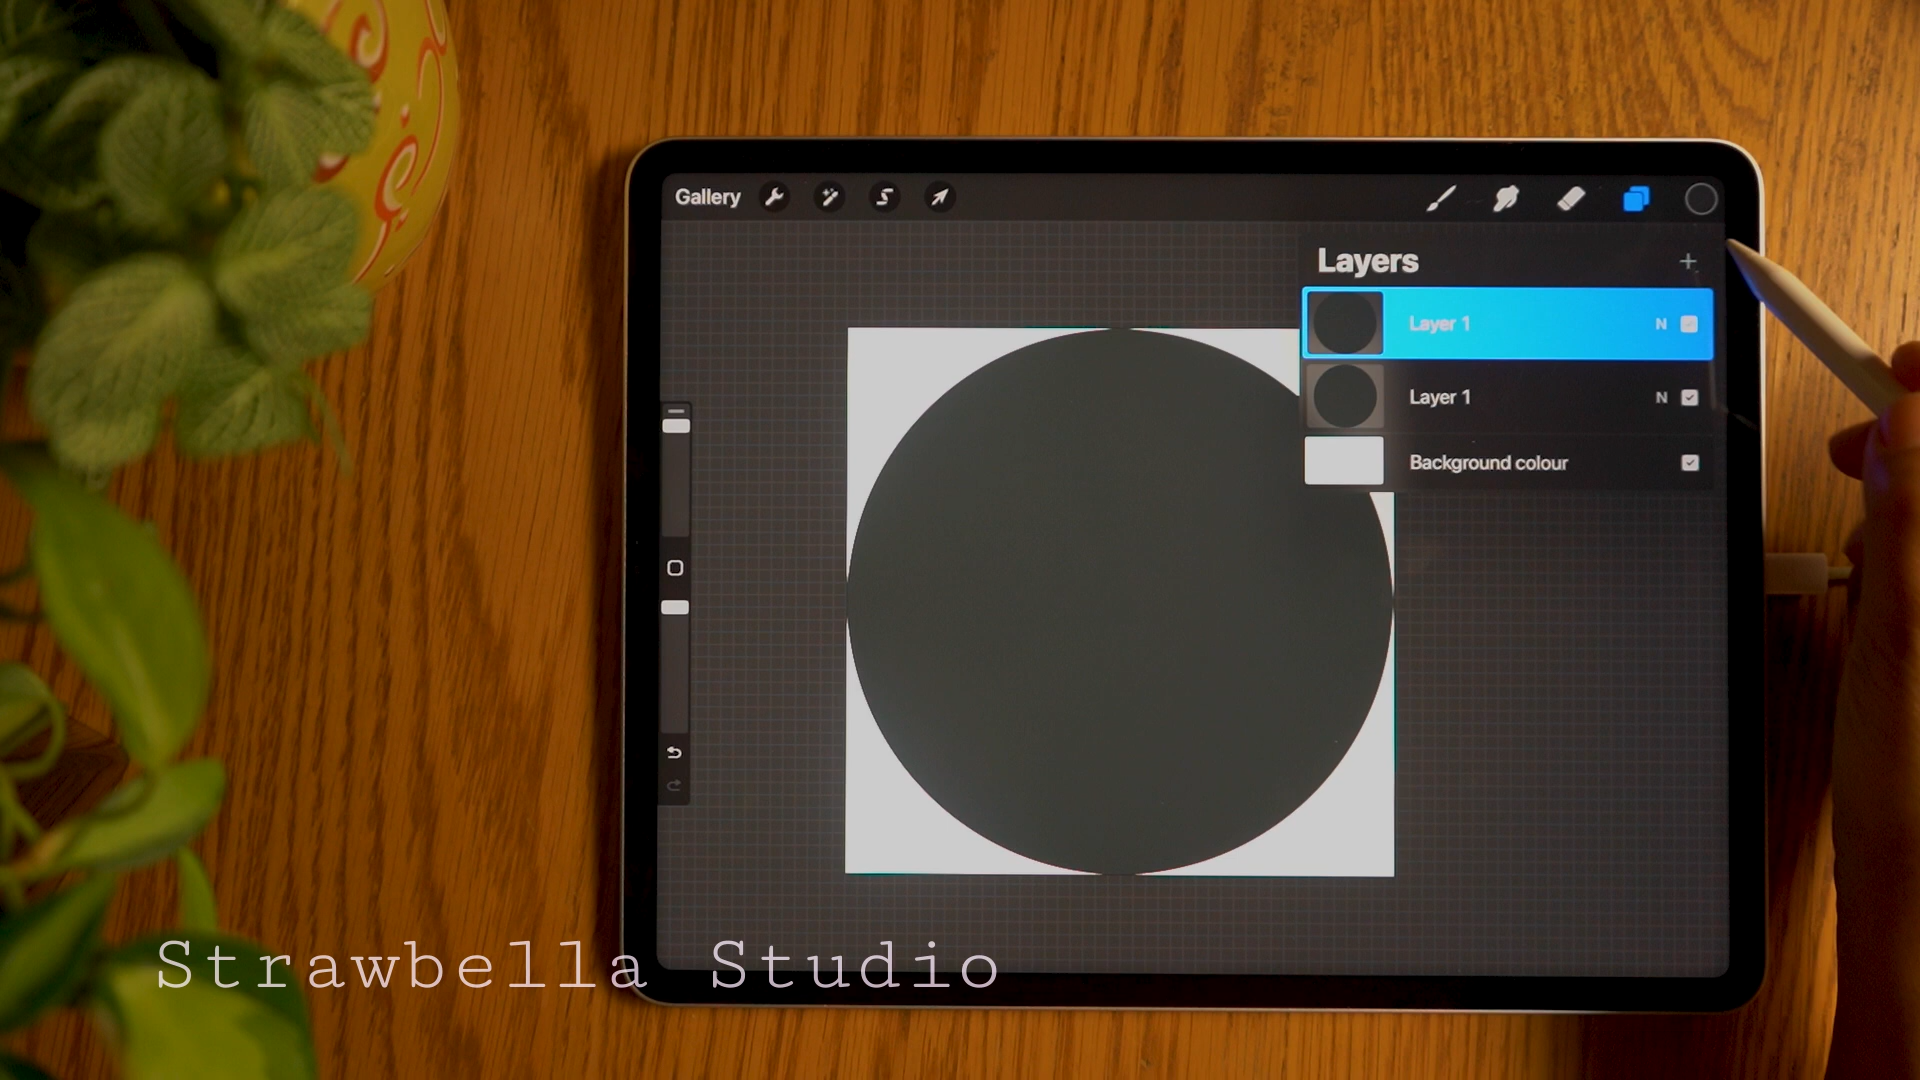 Gallery
Layers
Layer 1 N
Layer 1 N
Background colour
Strawbella Studio